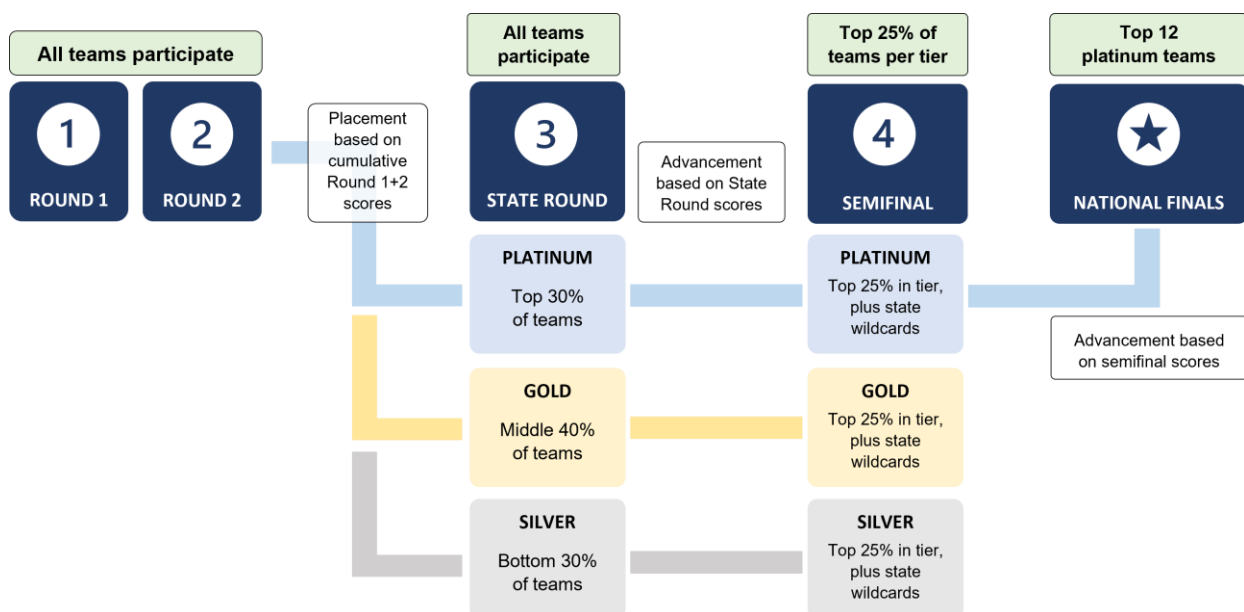 All teams participate
1
ROUND 1
2
ROUND 2
Placement
based on
cumulative
Round 1+2
scores
All teams
participate
3
STATE ROUND
Advancement
based on State
Round scores
Top 25% of
teams per tier
4
SEMIFINAL
Top 12
platinum teams
NATIONAL FINALS
PLATINUM
Top 30%
of teams
PLATINUM
Top 25% in tier,
plus state
wildcards
Advancement based
on semifinal scores
GOLD
Middle 40%
of teams
GOLD
Top 25% in tier,
plus state
wildcards
SILVER
Bottom 30%
of teams
SILVER
Top 25% in tier,
plus state
wildcards